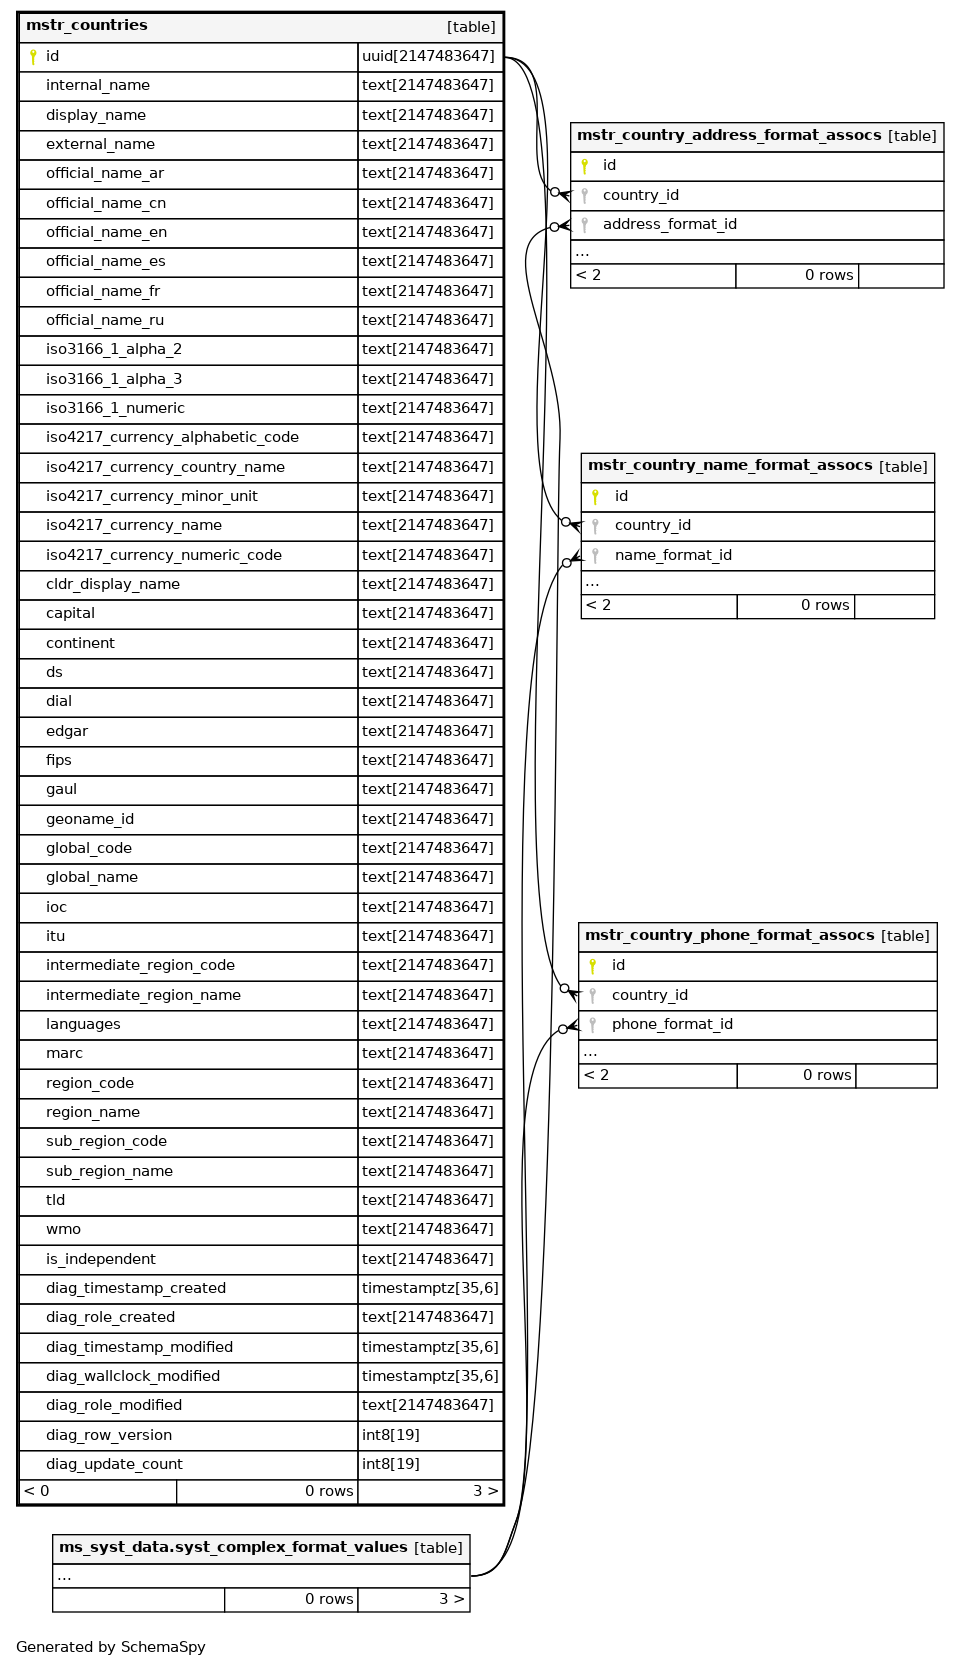 mstr_countries [table]
id uuid[2147483647]
internal_name text[2147483647]
display_name text[2147483647]
external_name text[2147483647]
official_name_ar text[2147483647]
official_name_cn text[2147483647]
official_name_en text[2147483647]
official_name_es text[2147483647]
official_name_fr text[2147483647]
official_name_ru text[2147483647]
iso3166_1_alpha_2 text[2147483647]
iso3166_1_alpha_3 text[2147483647]
iso3166_1_numeric text[2147483647]
iso4217_currency_alphabetic_code text[2147483647]
iso4217_currency_country_name text[2147483647]
iso4217_currency_minor_unit text[2147483647]
iso4217_currency_name text[2147483647]
iso4217_currency_numeric_code text[2147483647]
cldr_display_name text[2147483647]
capital text[2147483647]
continent text[2147483647]
ds text[2147483647]
dial text[2147483647]
edgar text[2147483647]
fips text[2147483647]
gaul text[2147483647]
geoname_id text[2147483647]
global_code text[2147483647]
global_name text[2147483647]
ioc text[2147483647]
itu text[2147483647]
intermediate_region_code text[2147483647]
intermediate_region_name text[2147483647]
languages text[2147483647]
marc text[2147483647]
region_code text[2147483647]
region_name text[2147483647]
sub_region_code text[2147483647]
sub_region_name text[2147483647]
tld text[2147483647]
wmo text[2147483647]
is_independent text[2147483647]
diag_timestamp_created timestamptz[35,6]
diag_role_created text[2147483647]
diag_timestamp_modified timestamptz[35,6]
diag_wallclock_modified timestamptz[35,6]
diag_role_modified text[2147483647]
diag_row_version int8[19]
diag_update_count int8[19]
< 0 0 rows 3 >
mstr_country_address_format_assocs [table]
id
country_id
address_format_id
...
< 2 0 rows
mstr_country_name_format_assocs [table]
id
country_id
name_format_id
...
< 2 0 rows
mstr_country_phone_format_assocs [table]
id
country_id
phone_format_id
...
< 2 0 rows
ms_syst_data.syst_complex_format_values [table]
...
0 rows 3 >
Generated by SchemaSpy